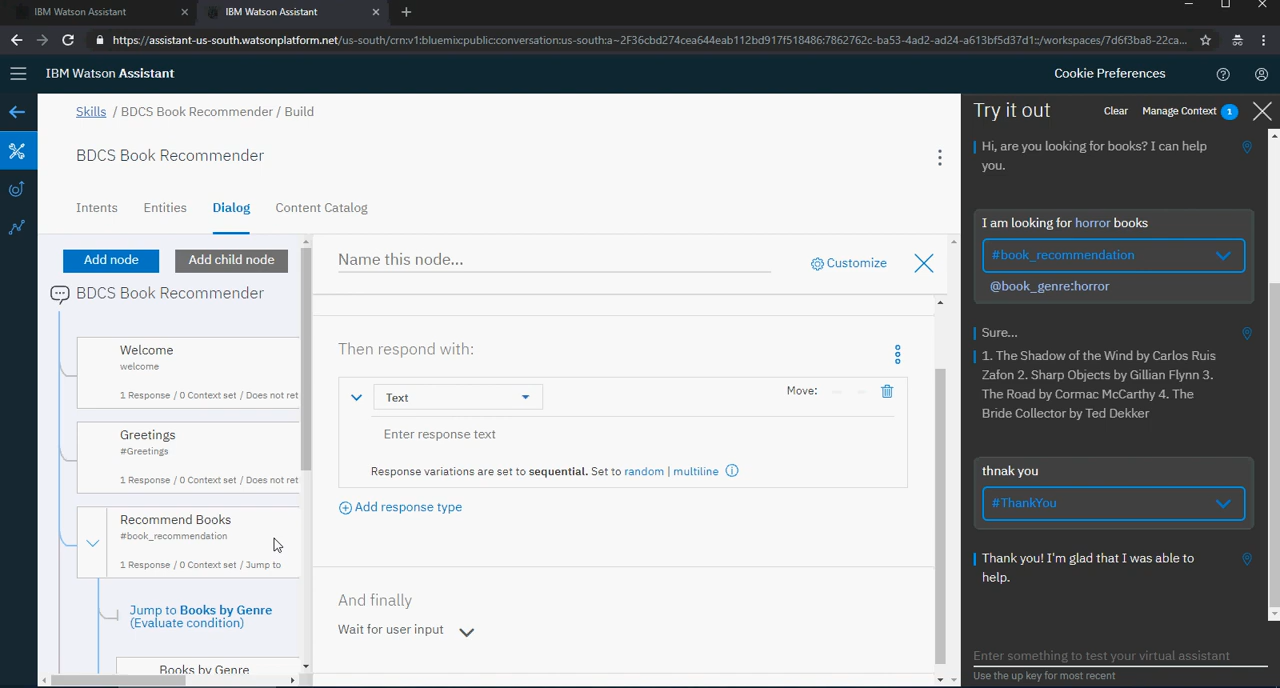 IBM Watson Assistant
IBM Watson Assistant
https://assistant-us-south.watsonplatform.net/us-south/crn:v1:bluemix:public:conversation:us-south:a~2F36cbd274cea644eab112bd917f518486:7862762c-ba53-4ad2-ad24-a613bf5d37d1::/workspaces/7d6f3ba8-22ca...
IBM Watson Assistant
Cookie Preferences
Skills / BDCS Book Recommender / Build
BDCS Book Recommender
Intents Entities Dialog Content Catalog
Add node
Add child node
BDCS Book Recommender
Welcome
welcome
1 Response / 0 Context set / Does not ret
Greetings
#Greetings
1 Response / 0 Context set / Does not ret
Recommend Books
#book_recommendation
1 Response / 0 Context set / Jump to
Jump to Books by Genre
(Evaluate condition)
Books by Genre
Name this node...
Customize
Then respond with:
Text
Move:
Enter response text
Response variations are set to sequential. Set to random | multiline
Add response type
And finally
Wait for user input
Try it out
Clear
Manage Context 1
Hi, are you looking for books? I can help
you.
I am looking for horror books
#book_recommendation
@book_genre:horror
Sure...
1. The Shadow of the Wind by Carlos Ruis
Zafon 2. Sharp Objects by Gillian Flynn 3.
The Road by Cormac McCarthy 4. The
Bride Collector by Ted Dekker
thnak you
#ThankYou
Thank you! I'm glad that I was able to
help.
Enter something to test your virtual assistant
Use the up key for most recent